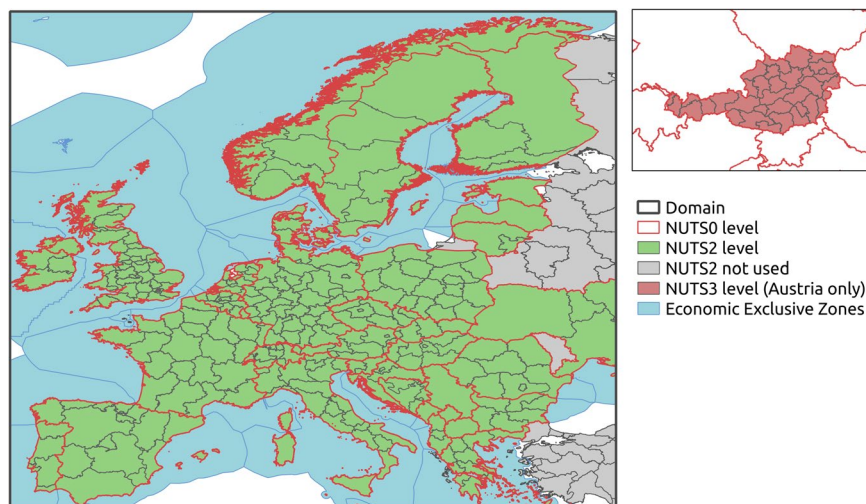 Domain
NUTS0 level
NUTS2 level
NUTS2 not used
NUTS3 level (Austria only)
Economic Exclusive Zones